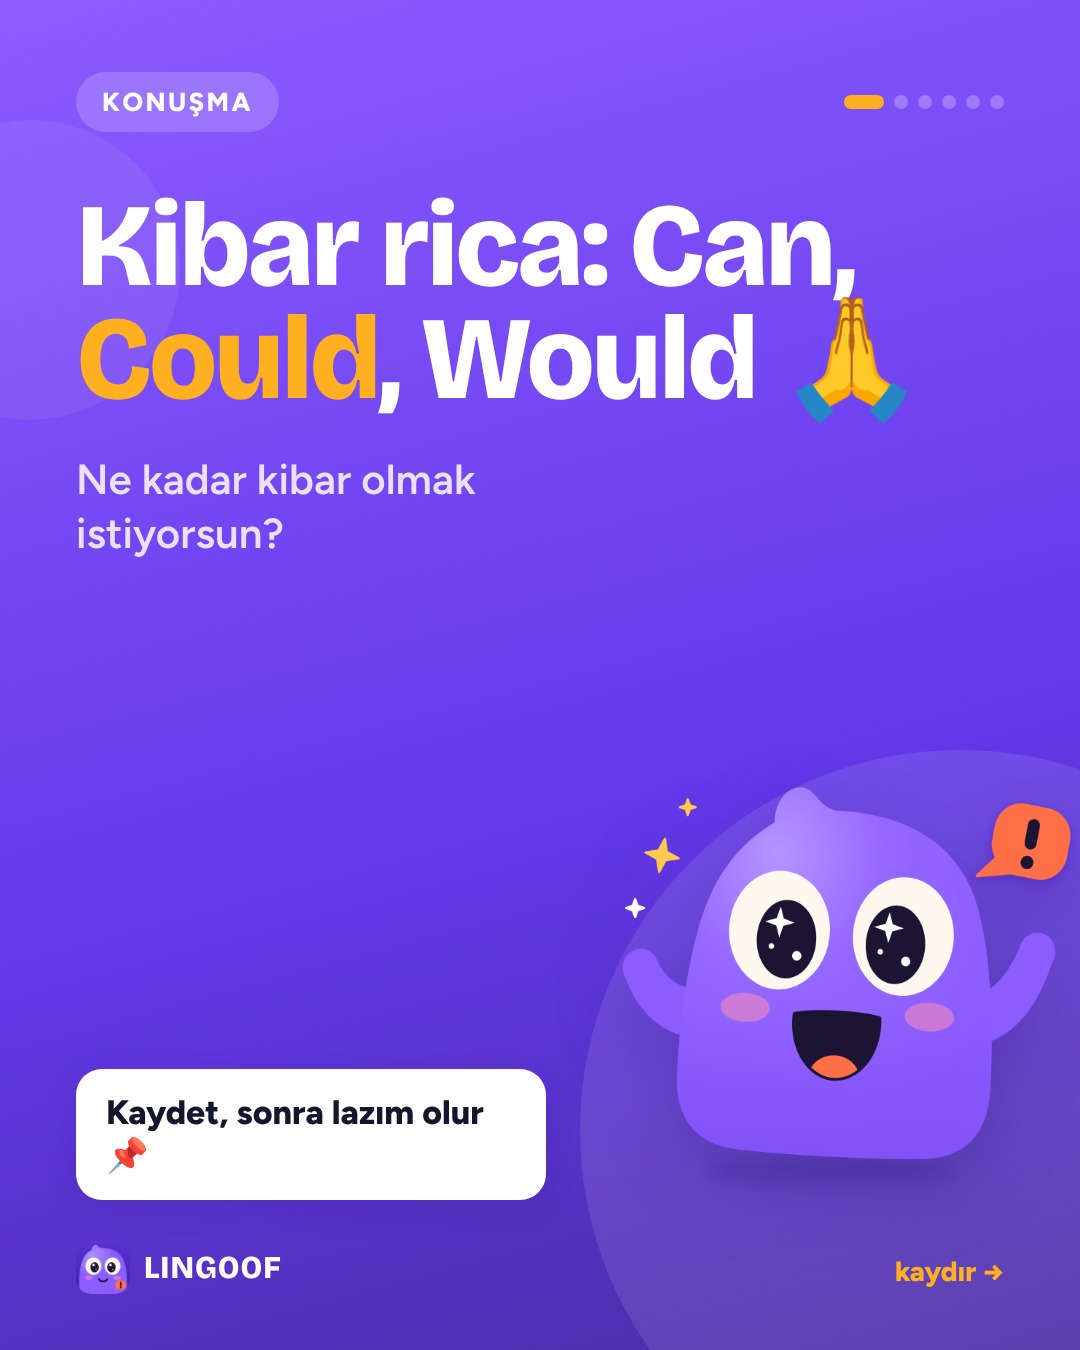 KONUŞMA
Kibar rica: Can,
Could, Would 🙏
Ne kadar kibar olmak
istiyorsun?
!
Kaydet, sonra lazım olur
📌
LINGOOF
kaydır →